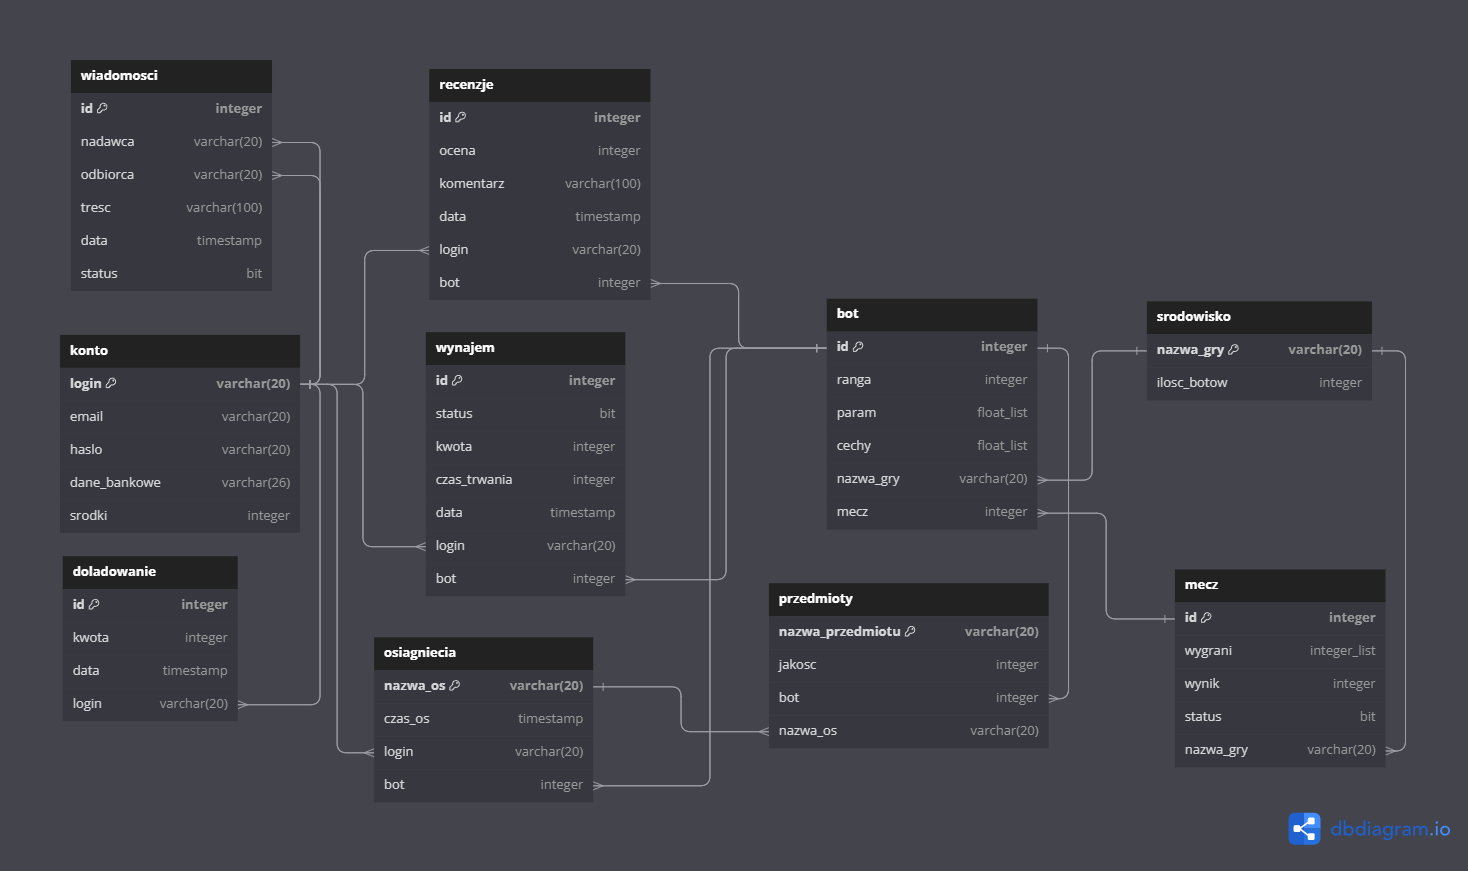 wiadomosci
id integer
nadawca varchar(20)
odbiorca varchar(20)
tresc varchar(100)
data timestamp
status bit
konto
login varchar(20)
email varchar(20)
haslo varchar(20)
dane_bankowe varchar(26)
srodki integer
doladowanie
id integer
kwota integer
data timestamp
login varchar(20)
recenzje
id integer
ocena integer
komentarz varchar(100)
data timestamp
login varchar(20)
bot integer
wynajem
id integer
status bit
kwota integer
czas_trwania integer
data timestamp
login varchar(20)
bot integer
osiagniecia
nazwa_os varchar(20)
czas_os timestamp
login varchar(20)
bot integer
bot
id integer
ranga integer
param float_list
cechy float_list
nazwa_gry varchar(20)
mecz integer
przedmioty
nazwa_przedmiotu varchar(20)
jakosc integer
bot integer
nazwa_os varchar(20)
srodowisko
nazwa_gry varchar(20)
ilosc_botow integer
mecz
id integer
wygrani integer_list
wynik integer
status bit
nazwa_gry varchar(20)
dbdiagram.io